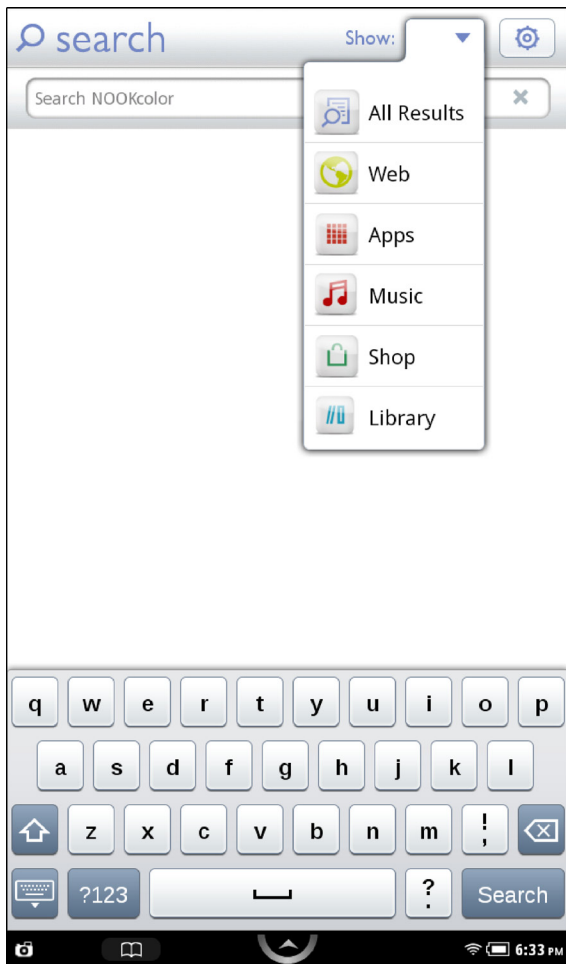 search Show:
Search NOOKcolor
All Results
Web
Apps
Music
Shop
Library
q w e r t y u i o p
a s d f g h j k l
z x c v b n m ! ,
?123 ? . Search
6:33 PM